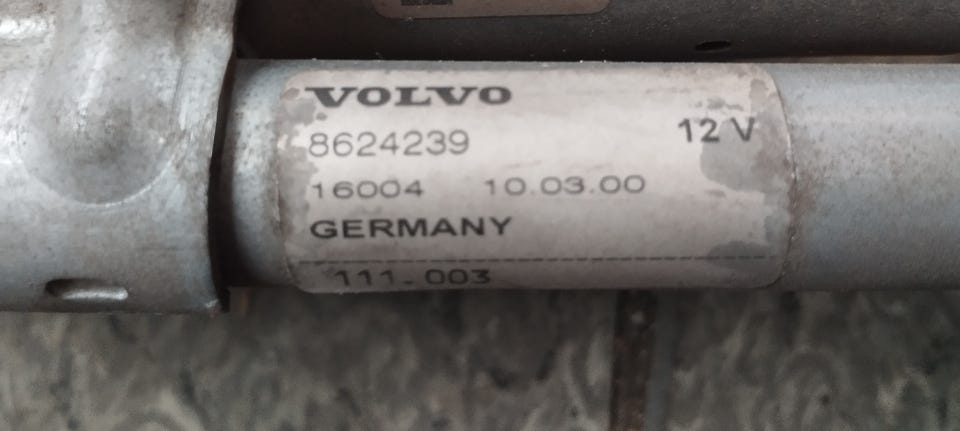 VOLVO
8624239 12 V
16004 10.03.00
GERMANY
111.003